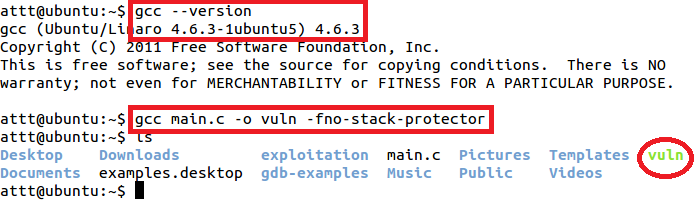 attt@ubuntu:~$ gcc --version
gcc (Ubuntu/Linaro 4.6.3-1ubuntu5) 4.6.3
Copyright (C) 2011 Free Software Foundation, Inc.
This is free software; see the source for copying conditions.  There is NO
warranty; not even for MERCHANTABILITY or FITNESS FOR A PARTICULAR PURPOSE.
attt@ubuntu:~$ gcc main.c -o vuln -fno-stack-protector
attt@ubuntu:~$ ls
Desktop    Downloads         exploitation  main.c  Pictures  Templates  vuln
Documents  examples.desktop  gdb-examples  Music   Public    Videos
attt@ubuntu:~$